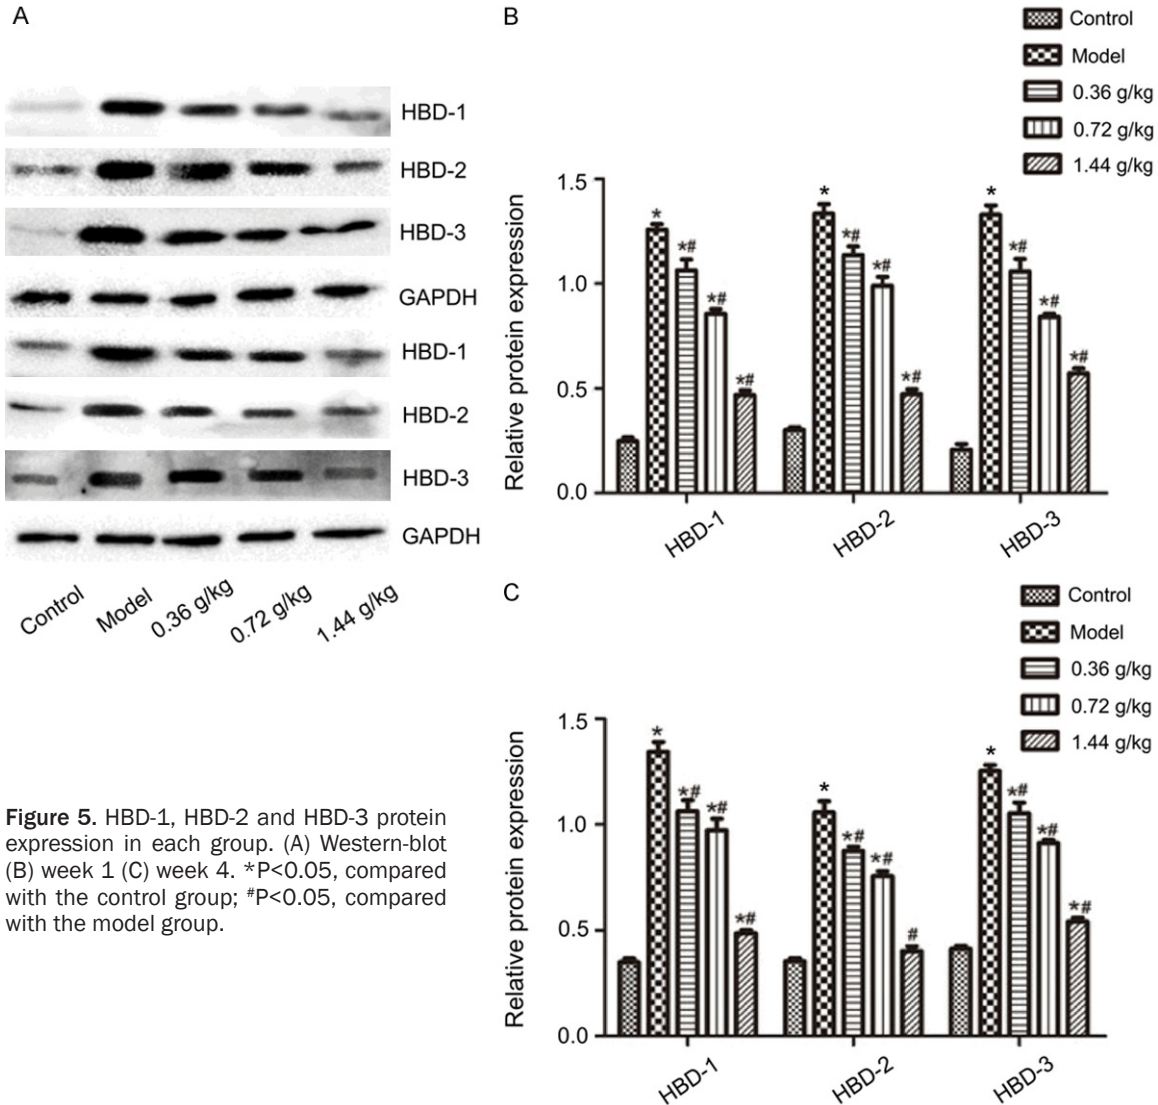 A
HBD-1
HBD-2
HBD-3
GAPDH
HBD-1
HBD-2
HBD-3
GAPDH
Control
Model
0.36 g/kg
0.72 g/kg
1.44 g/kg
Figure 5. HBD-1, HBD-2 and HBD-3 protein
expression in each group. (A) Western-blot
(B) week 1 (C) week 4. *P<0.05, compared
with the control group; #P<0.05, compared
with the model group.
B
Control
Model
0.36 g/kg
0.72 g/kg
1.44 g/kg
Relative protein expression
1.5
1.0
0.5
0.0
*
*#
*#
*#
*
*#
*#
*#
*
*#
*#
*#
HBD-1
HBD-2
HBD-3
C
Control
Model
0.36 g/kg
0.72 g/kg
1.44 g/kg
Relative protein expression
1.5
1.0
0.5
0.0
*
*#
*#
*#
*
*#
*#
#
*
*#
*#
*#
HBD-1
HBD-2
HBD-3